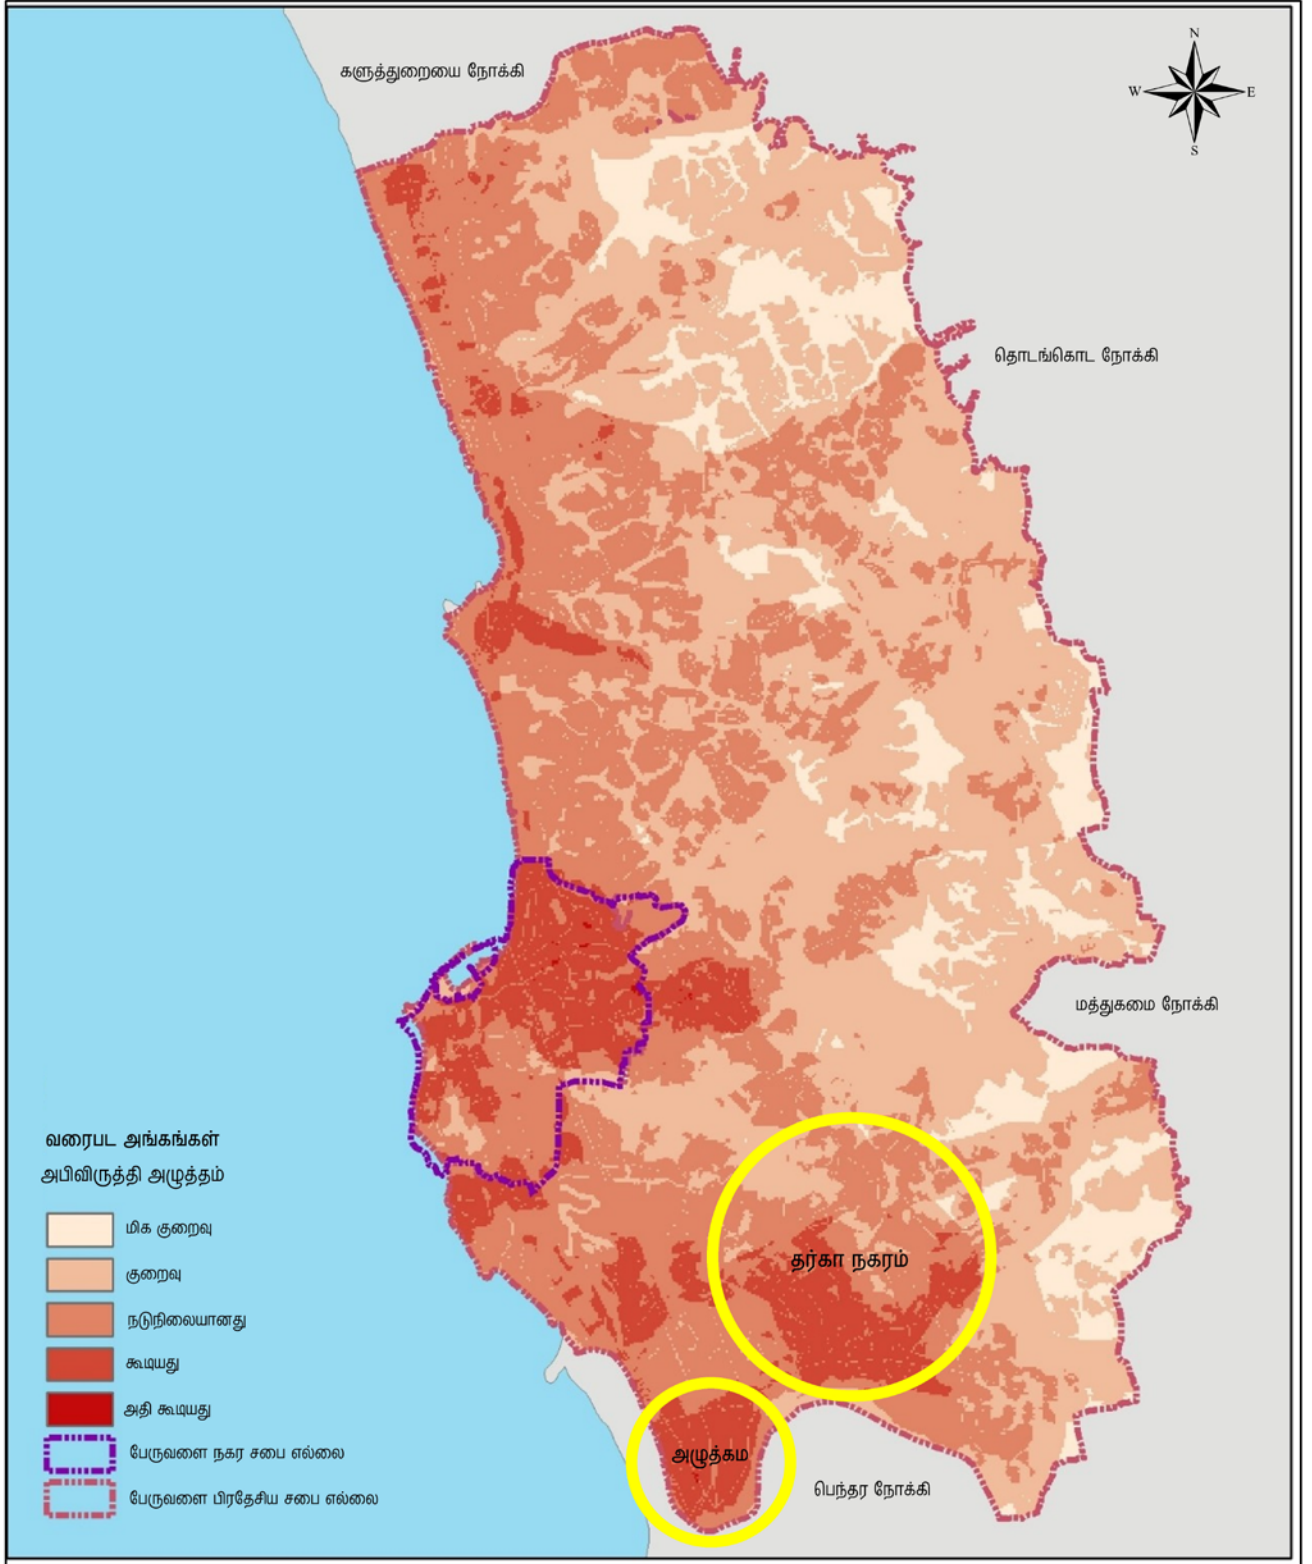 களுத்துறையை நோக்கி
N
W
E
S
தொடங்கொட நோக்கி
மத்துகமை நோக்கி
வரைபட அங்கங்கள்
அபிவிருத்தி அழுத்தம்
மிக குறைவு
குறைவு
நடுநிலையானது
கூடியது
அதி கூடியது
பேருவளை நகர சபை எல்லை
பேருவளை பிரதேசிய சபை எல்லை
தர்கா நகரம்
அழுத்கம
பெந்தர நோக்கி